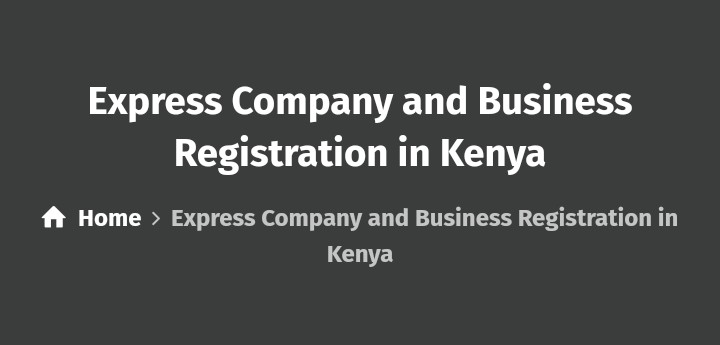 Express Company and Business
Registration in Kenya
Home > Express Company and Business Registration in
Kenya